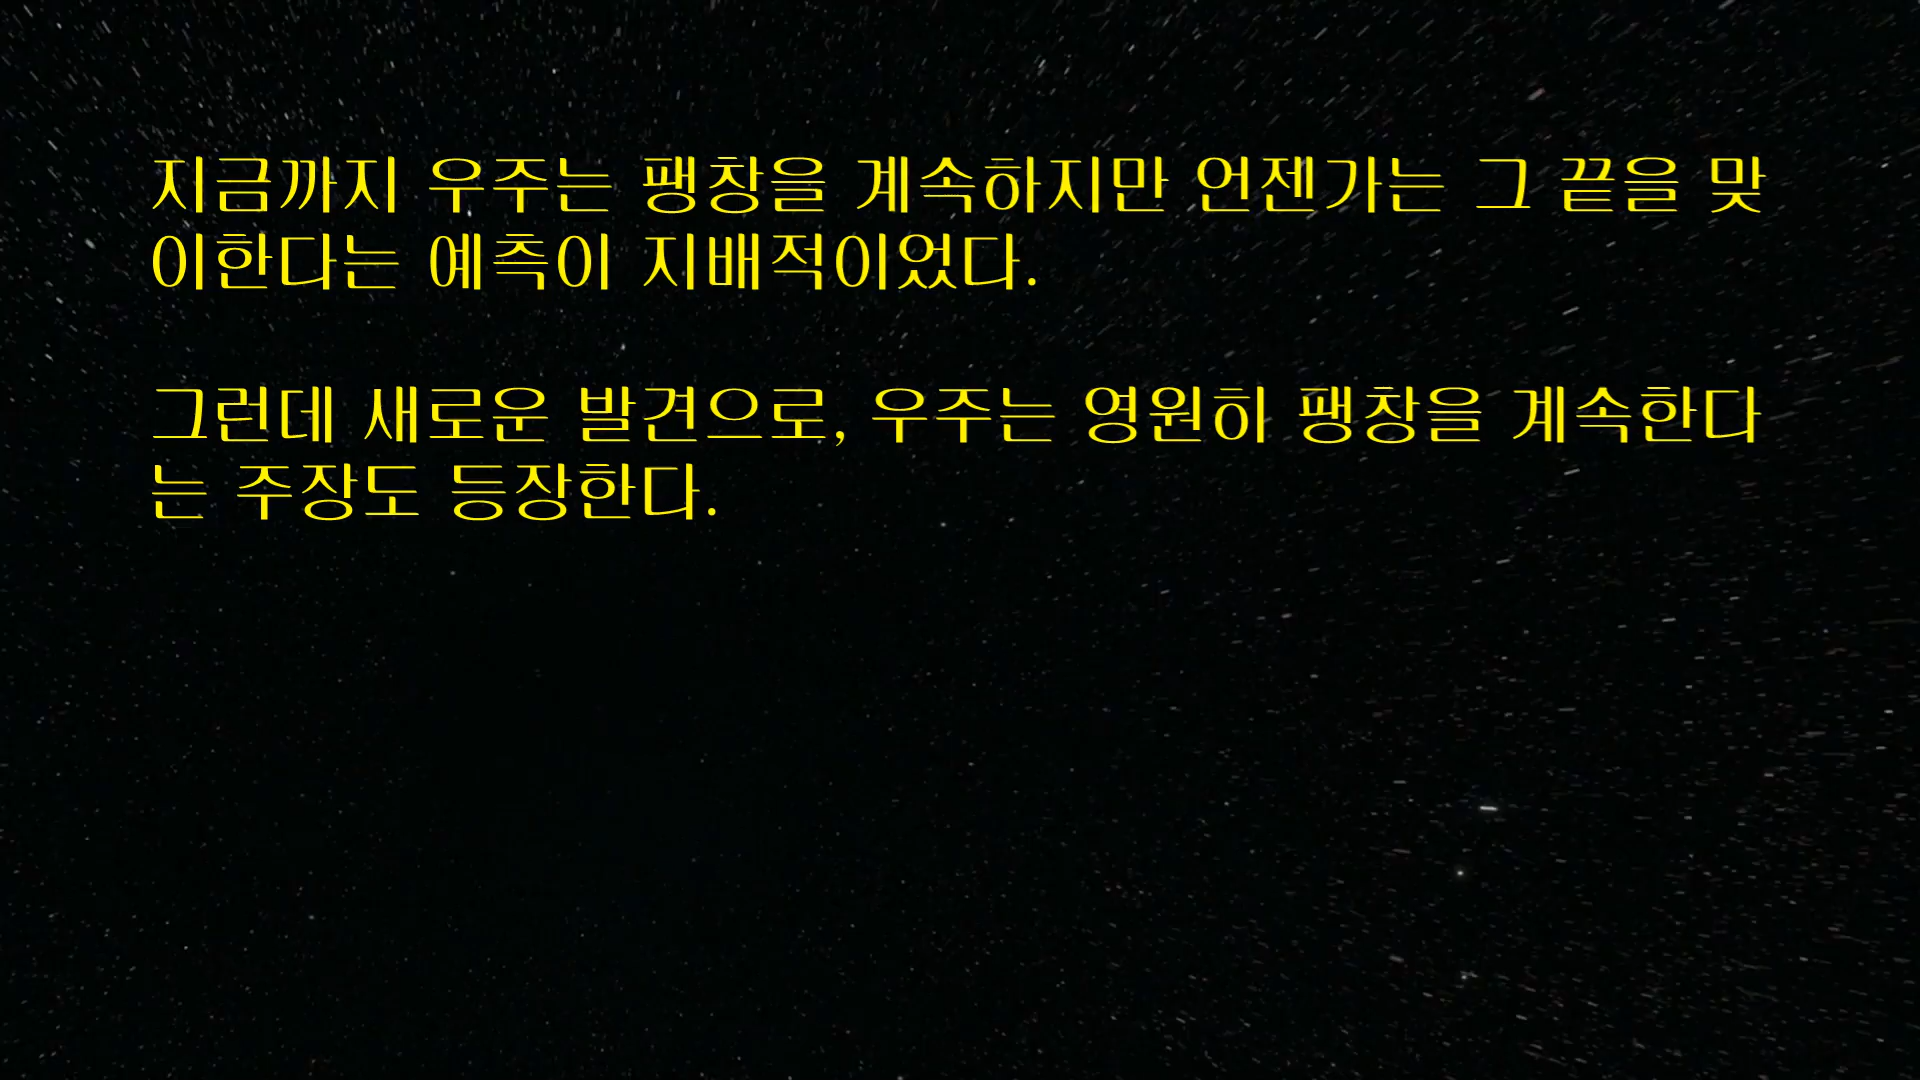 지금까지 우주는 팽창을 계속하지만 언젠가는 그 끝을 맞
이한다는 예측이 지배적이었다.
그런데 새로운 발견으로, 우주는 영원히 팽창을 계속한다
는 주장도 등장한다.